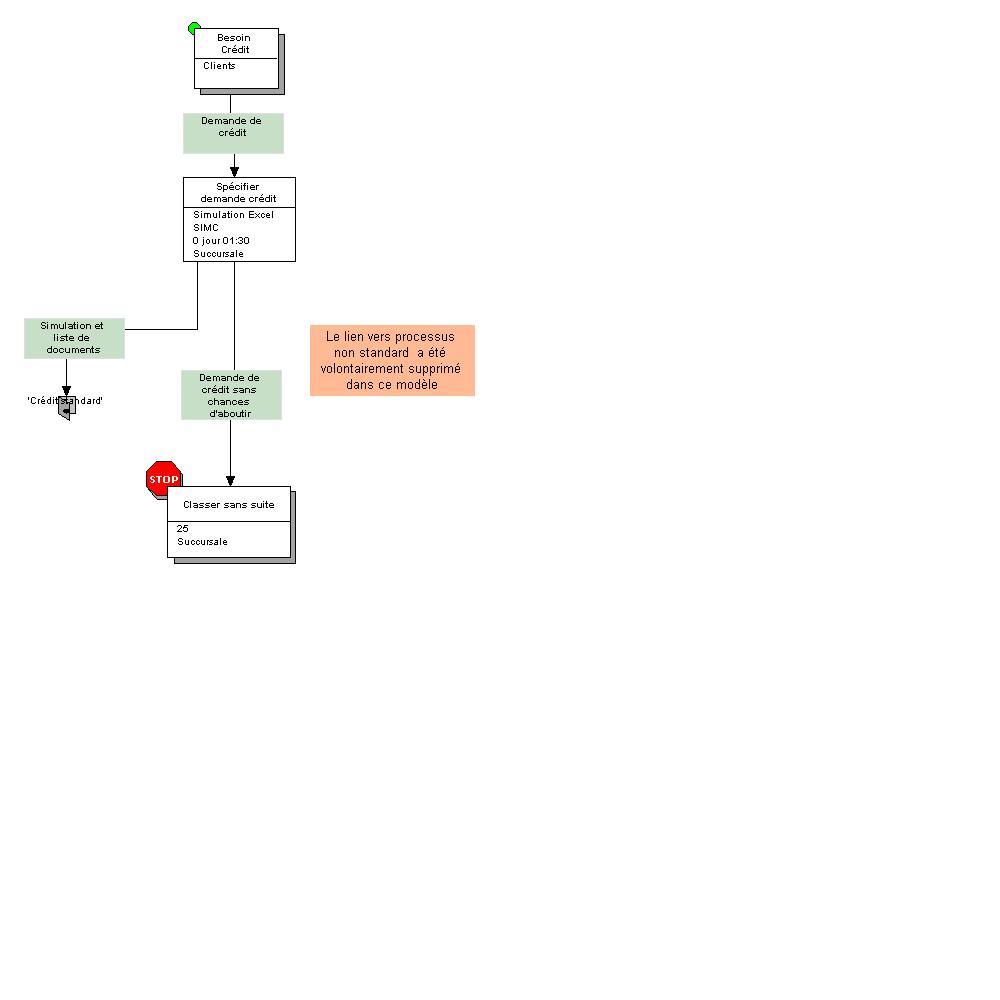 Besoin
Crédit
Clients
Demande de
crédit
Spécifier
demande crédit
Simulation Excel
SIMC
0 jour 01:30
Succursale
Simulation et
liste de
documents
'Crédit standard'
Le lien vers processus
non standard a été
volontairement supprimé
dans ce modèle
Demande de
crédit sans
chances
d'aboutir
STOP
Classer sans suite
25
Succursale